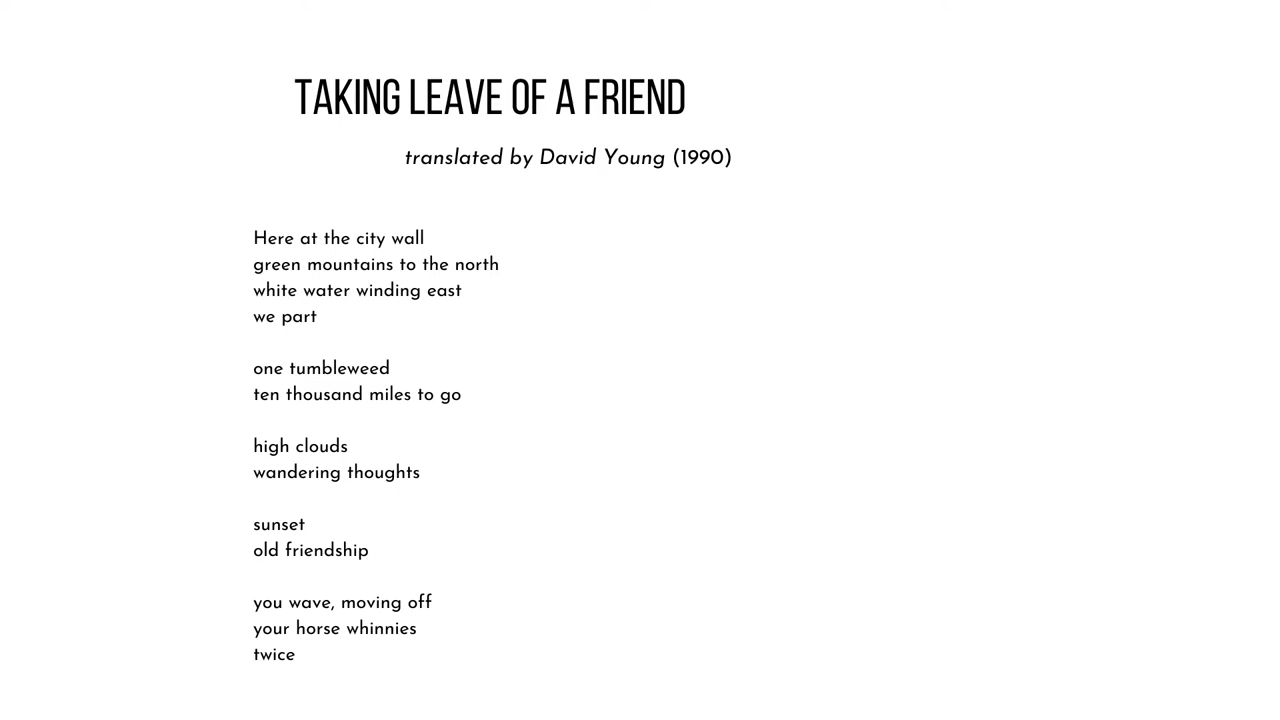 TAKING LEAVE OF A FRIEND
translated by David Young (1990)
Here at the city wall
green mountains to the north
white water winding east
we part
one tumbleweed
ten thousand miles to go
high clouds
wandering thoughts
sunset
old friendship
you wave, moving off
your horse whinnies
twice